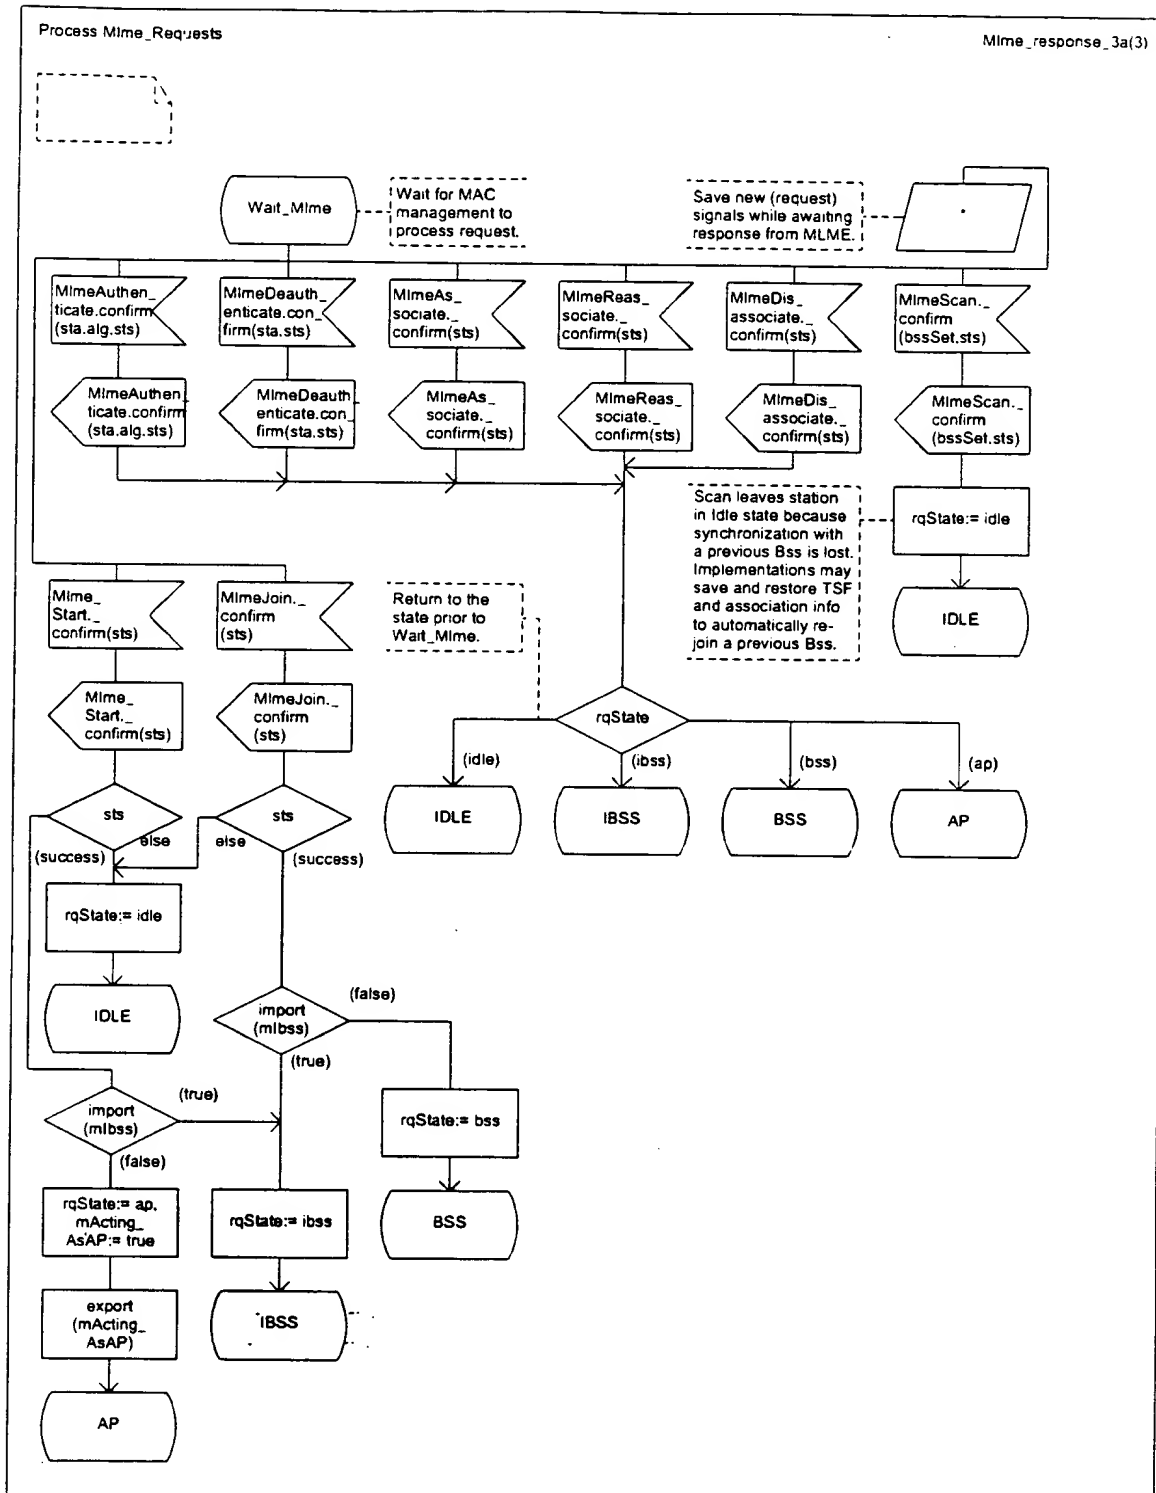 Process Mlme_Requests
Mlme_response_3a(3)
Wait_Mlme
Wait for MAC
management to
process request.
Save new (request)
signals while awaiting
response from MLME.
*
MlmeAuthen_
ticate.confirm
(sta.alg.sts)
MlmeDeauth_
enticate.con_
firm(sta.sts)
MlmeAs_
sociate._
confirm(sts)
MlmeReas_
sociate._
confirm(sts)
MlmeDis_
associate._
confirm(sts)
MlmeScan._
confirm
(bssSet.sts)
MlmeAuthen_
ticate.confirm
(sta.alg.sts)
MlmeDeauth_
enticate.con_
firm(sta.sts)
MlmeAs_
sociate._
confirm(sts)
MlmeReas_
sociate._
confirm(sts)
MlmeDis_
associate._
confirm(sts)
MlmeScan._
confirm
(bssSet.sts)
Scan leaves station
in Idle state because
synchronization with
a previous Bss is lost.
Implementations may
save and restore TSF
and association info
to automatically re-
join a previous Bss.
rqState:= idle
IDLE
Mlme_
Start._
confirm(sts)
MlmeJoin._
confirm
(sts)
Return to the
state prior to
Wait_Mlme.
Mlme_
Start._
confirm(sts)
MlmeJoin._
confirm
(sts)
rqState
(idle)
(ibss)
(bss)
(ap)
IDLE
IBSS
BSS
AP
sts
sts
else
else
(success)
(success)
rqState:= idle
IDLE
import
(mIbss)
(false)
(true)
import
(mIbss)
(true)
(false)
rqState:= bss
BSS
rqState:= ap,
mActing_
AsAP:= true
rqState:= ibss
IBSS
export
(mActing_
AsAP)
AP